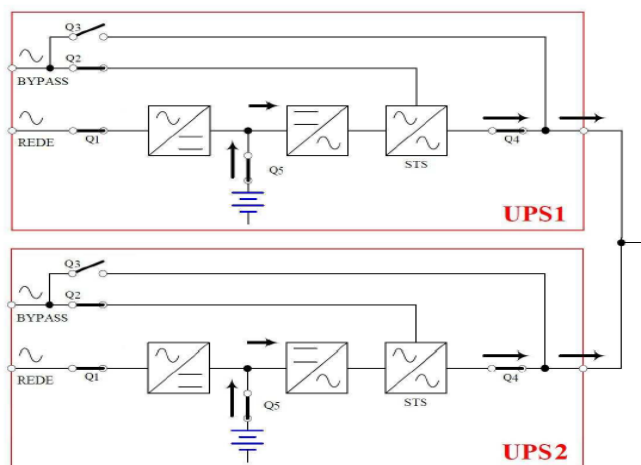 Q3
Q2
BYPASS
REDE
Q1
Q5
STS
Q4
UPS1
Q3
Q2
BYPASS
REDE
Q1
Q5
STS
Q4
UPS2